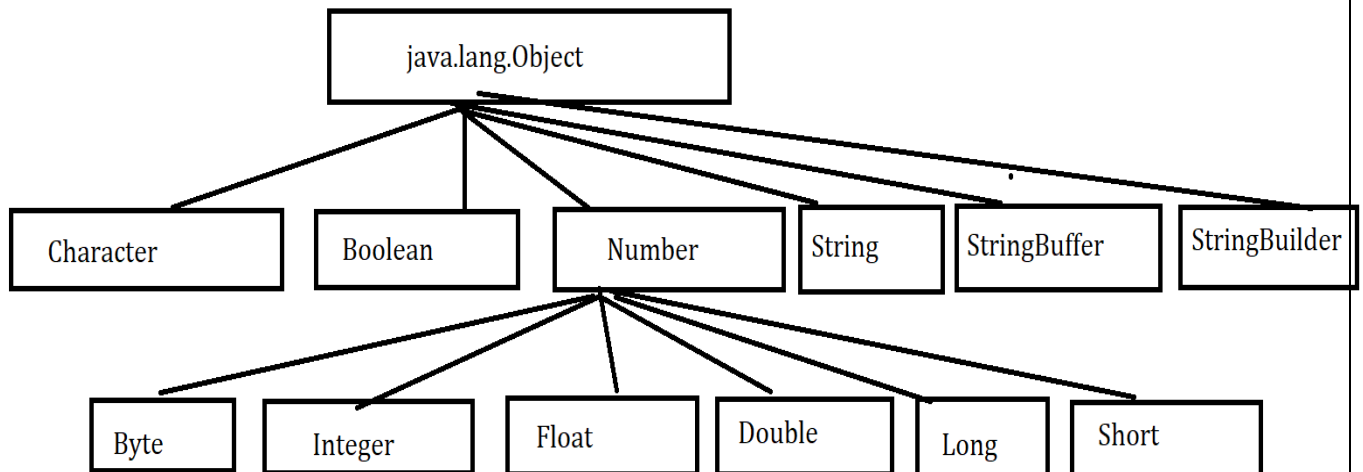 java.lang.Object
Character
Boolean
Number
String
StringBuffer
StringBuilder
Byte
Integer
Float
Double
Long
Short